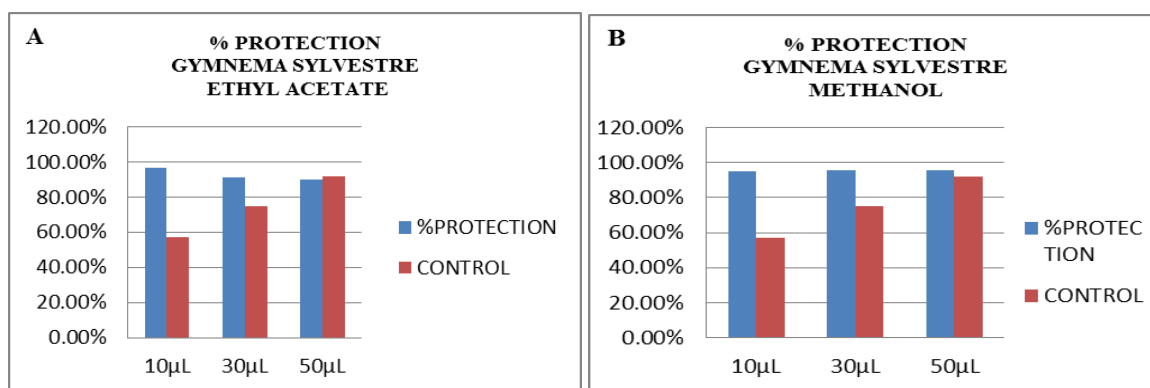 A
% PROTECTION
GYMNEMA SYLVESTRE
ETHYL ACETATE
120.00%
100.00%
80.00%
60.00%
40.00%
20.00%
0.00%
10µL 30µL 50µL
%PROTECTION
CONTROL
B
% PROTECTION
GYMNEMA SYLVESTRE
METHANOL
120.00%
100.00%
80.00%
60.00%
40.00%
20.00%
0.00%
10µL 30µL 50µL
%PROTEC
TION
CONTROL